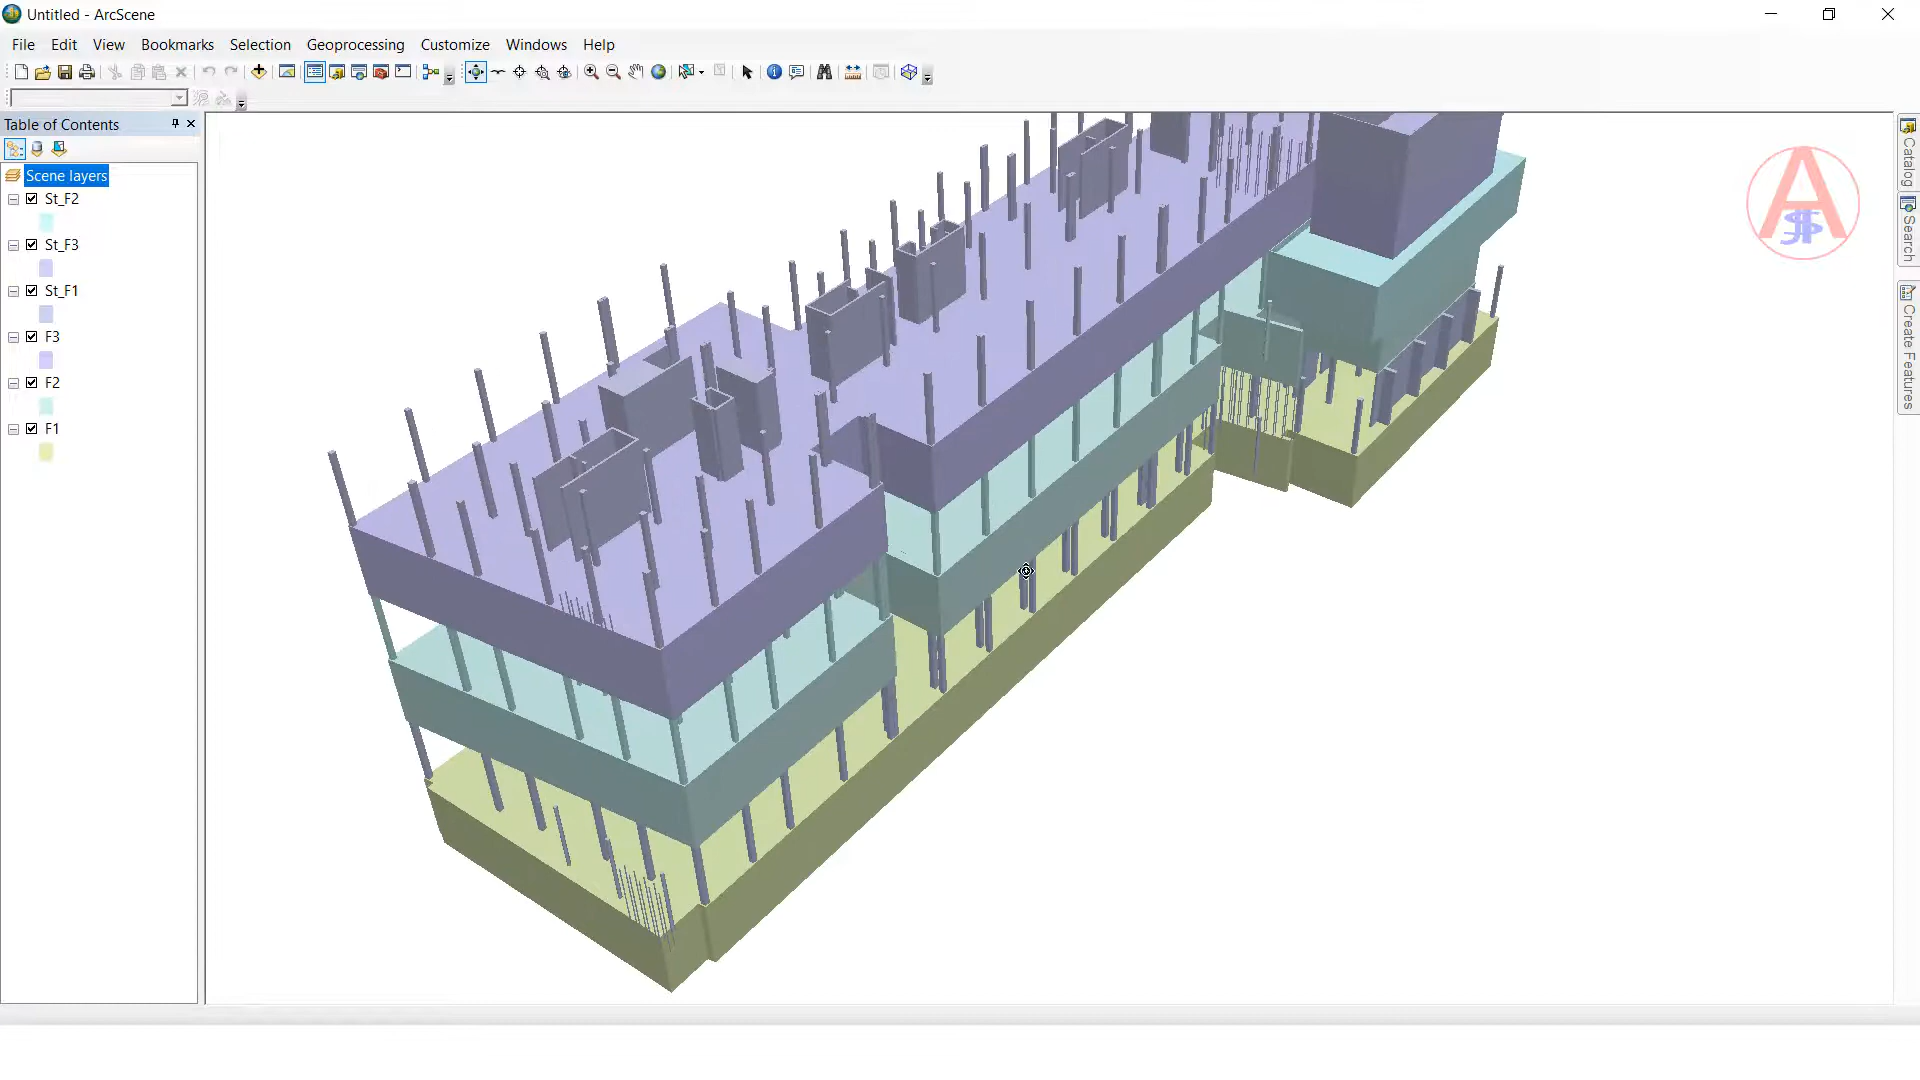 Untitled - ArcScene
File Edit View Bookmarks Selection Geoprocessing Customize Windows Help
Table of Contents
Scene layers
St_F2
St_F3
St_F1
F3
F2
F1
Catalog
Search
Create Features
A